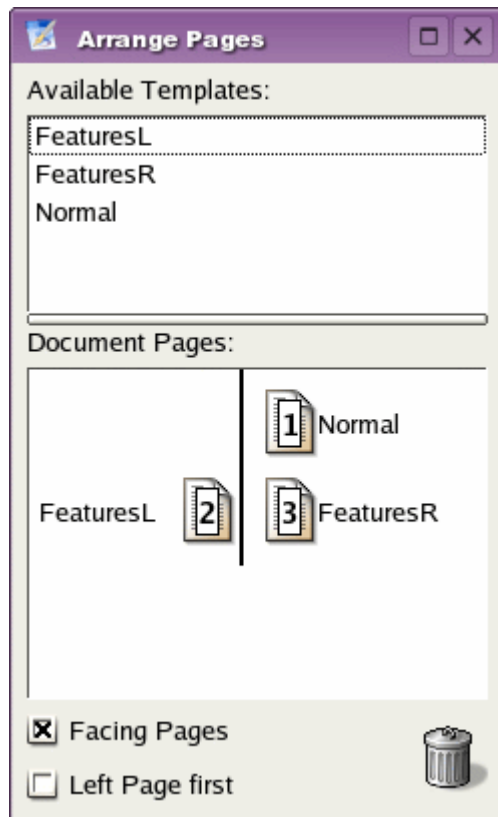 Arrange Pages
Available Templates:
FeaturesL
FeaturesR
Normal
Document Pages:
1 Normal
FeaturesL 2 3 FeaturesR
Facing Pages
Left Page first